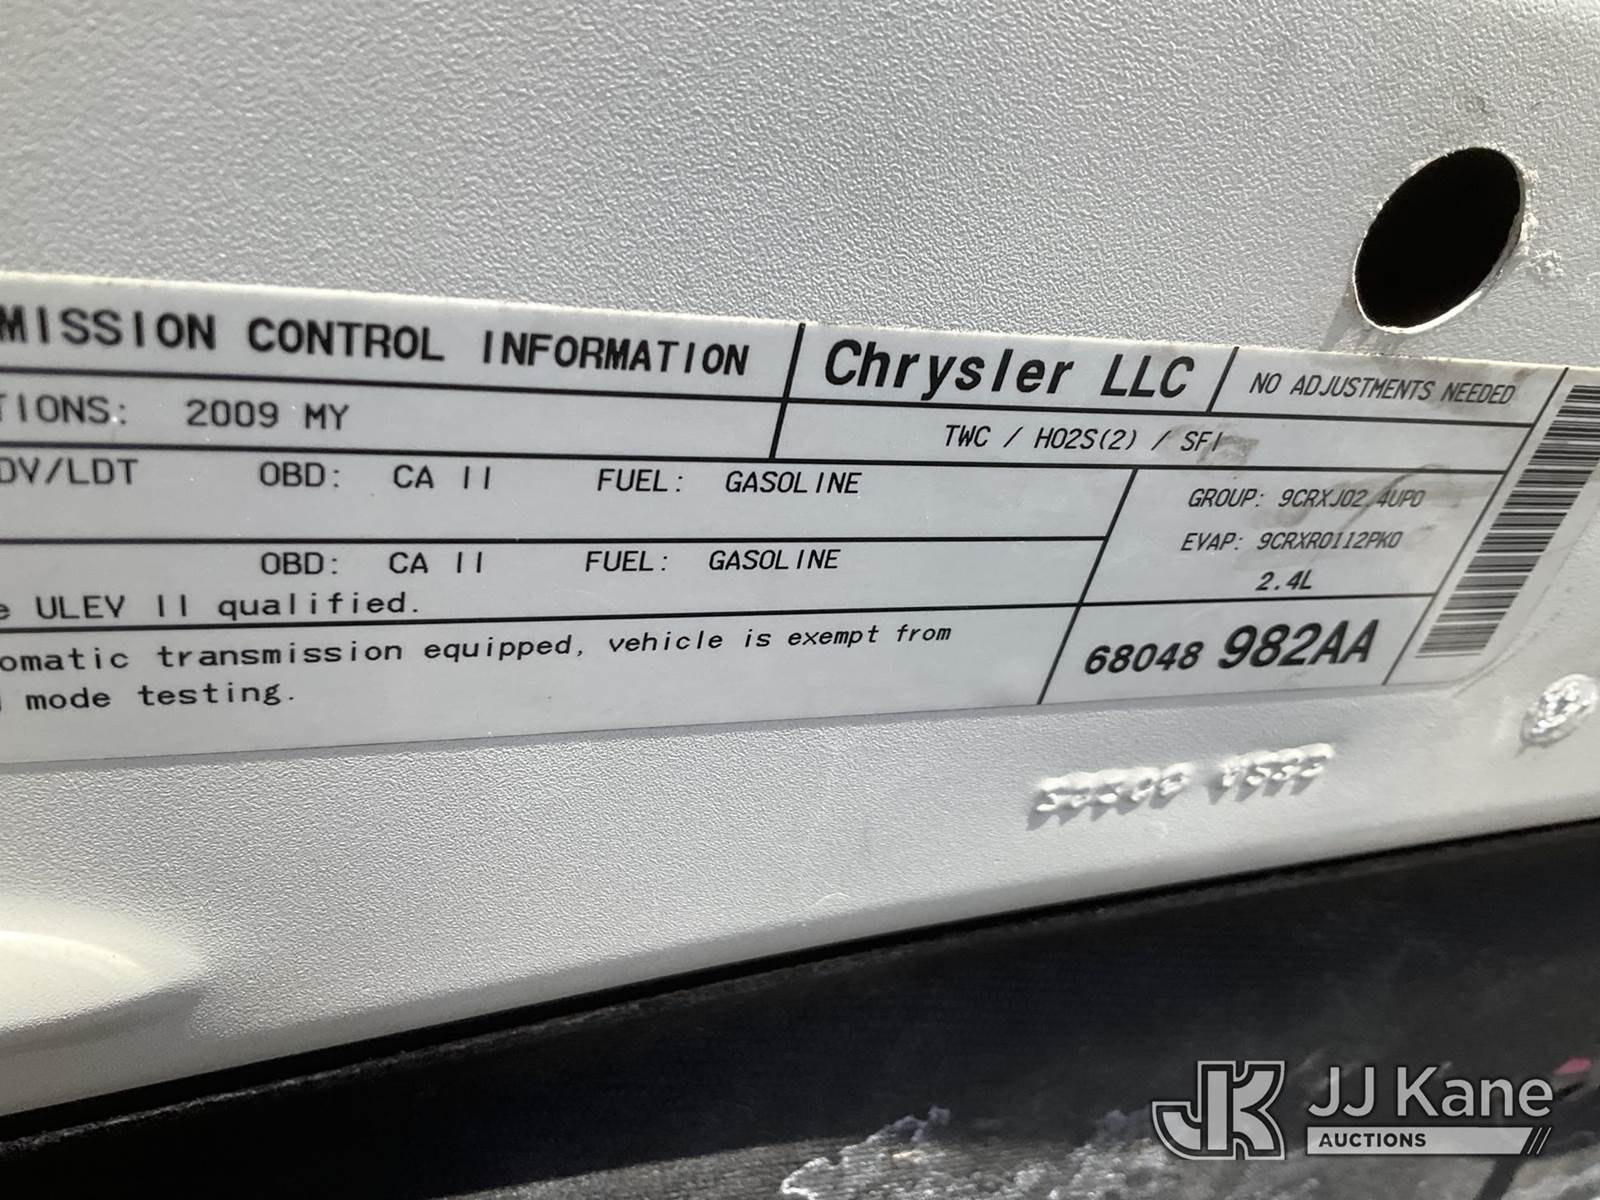 MISSION CONTROL INFORMATION
Chrysler LLC
NO ADJUSTMENTS NEEDED
TIONS: 2009 MY
TWC / HO2S(2) / SFI
DV/LDT OBD: CA II FUEL: GASOLINE
GROUP: 9CRXJ02.4UP0
EVAP: 9CRXR0112PK0
2.4L
OBD: CA II FUEL: GASOLINE
e ULEV II qualified.
omatic transmission equipped, vehicle is exempt from
mode testing.
68048 982AA
JK JJ Kane
AUCTIONS